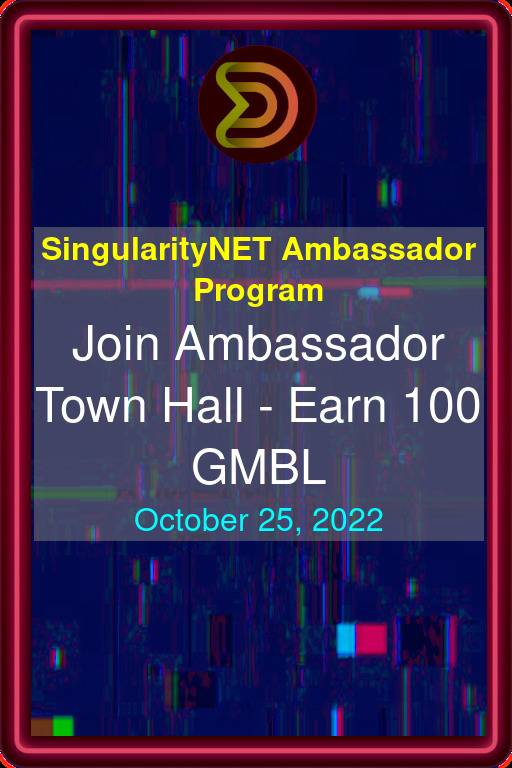 SingularityNET Ambassador
Program
Join Ambassador
Town Hall - Earn 100
GMBL
October 25, 2022